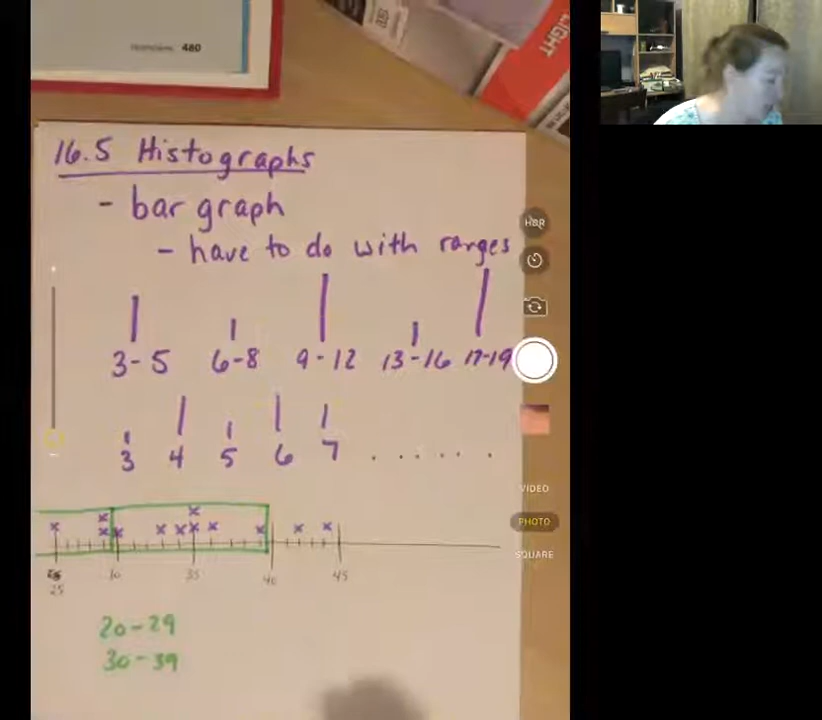 480
LIGHT
16.5 Histographs
- bar graph
- have to do with ranges
3-5 6-8 9-12 13-16 17-19
3 4 5 6 7 . . . . . .
x x x x x x x x x x x x x
25 30 35 40 45
20-29
30-39
HDR
VIDEO
PHOTO
SQUARE